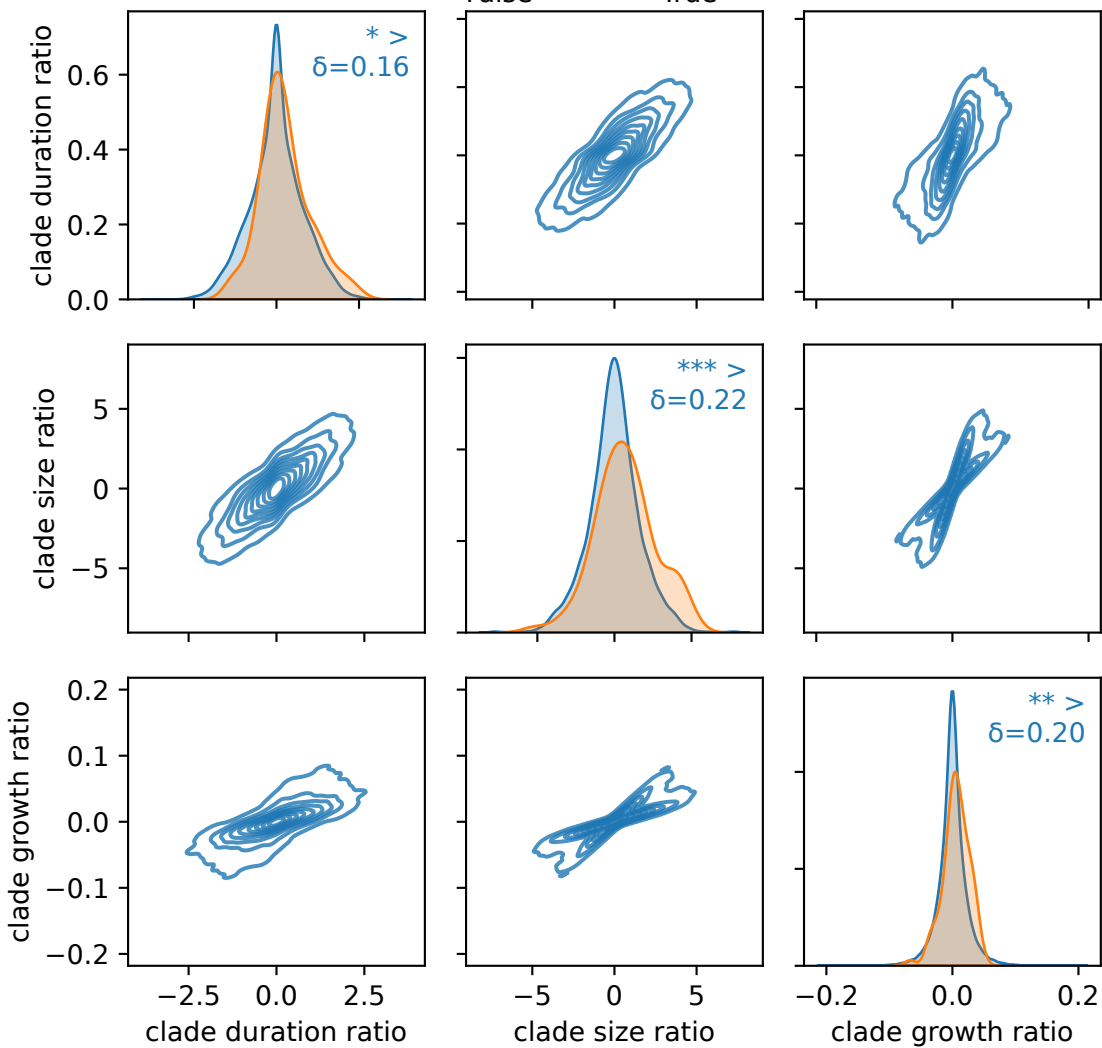 True
clade duration ratio
0.6
0.4
0.2
0.0
* >
δ=0.16
clade size ratio
5
0
−5
*** >
δ=0.22
clade growth ratio
0.2
0.1
0.0
−0.1
−0.2
** >
δ=0.20
−2.5 0.0 2.5
−5 0 5
−0.2 0.0 0.2
clade duration ratio
clade size ratio
clade growth ratio